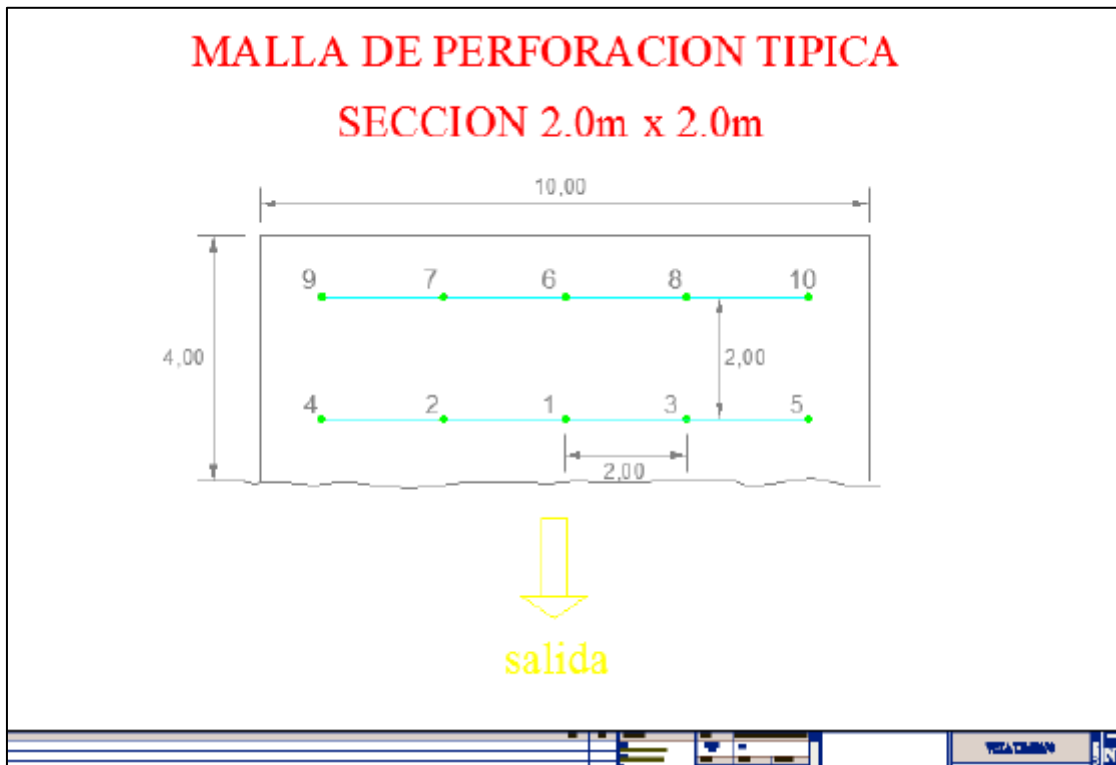 MALLA DE PERFORACION TIPICA
SECCION 2.0m x 2.0m
10,00
9 7 6 8 10
4,00
2,00
4 2 1 3 5
2,00
salida